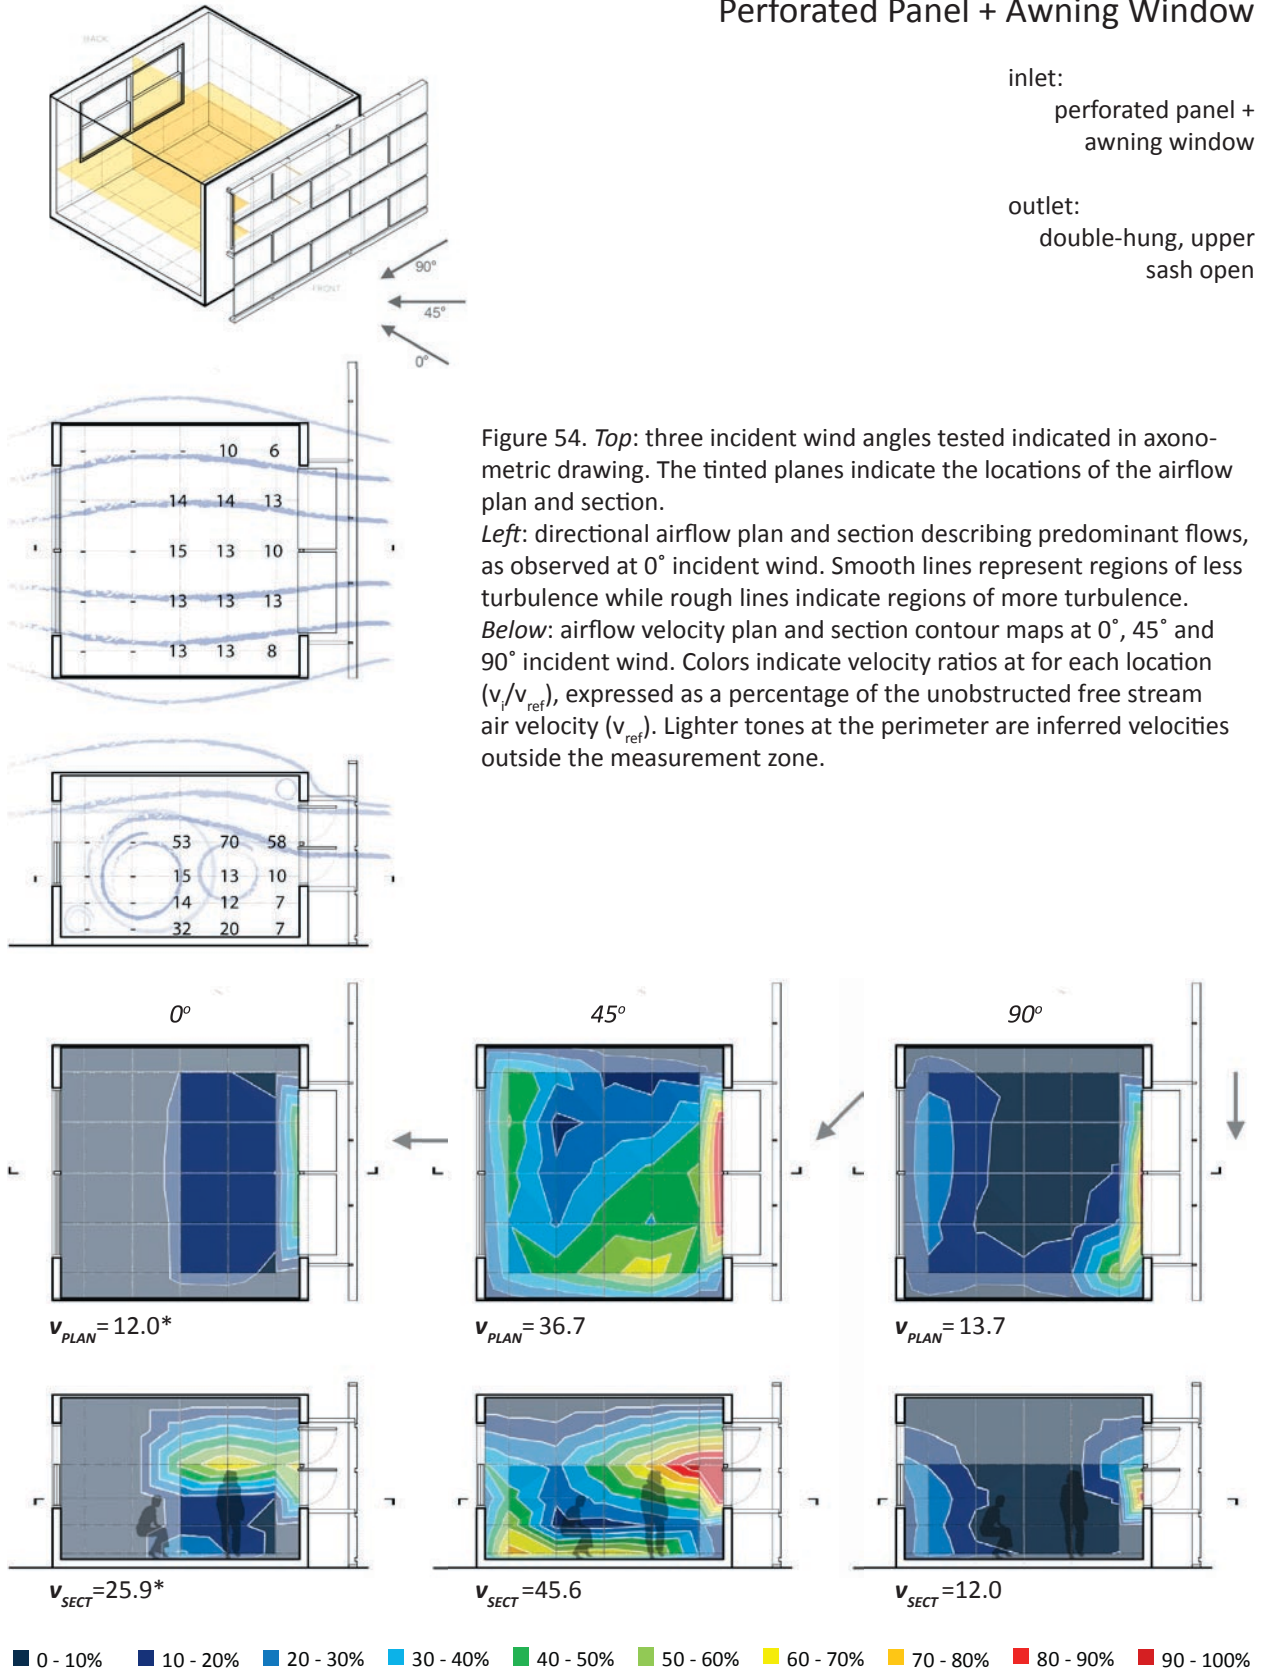 Perforated Panel + Awning Window
inlet:
perforated panel +
awning window
outlet:
double-hung, upper
sash open
BACK
FRONT
90°
45°
0°
Figure 54. Top: three incident wind angles tested indicated in axono-
metric drawing. The tinted planes indicate the locations of the airflow
plan and section.
Left: directional airflow plan and section describing predominant flows,
as observed at 0˚ incident wind. Smooth lines represent regions of less
turbulence while rough lines indicate regions of more turbulence.
Below: airflow velocity plan and section contour maps at 0˚, 45˚ and
90˚ incident wind. Colors indicate velocity ratios at for each location
(vi/vref), expressed as a percentage of the unobstructed free stream
air velocity (vref). Lighter tones at the perimeter are inferred velocities
outside the measurement zone.
- - - 10 6
- - 14 14 13
- - 15 13 10
- - 13 13 13
- - 13 13 8
- - 53 70 58
- - 15 13 10
- - 14 12 7
- - 32 20 7
0° 45° 90°
vPLAN= 12.0* vPLAN= 36.7 vPLAN= 13.7
vSECT=25.9* vSECT=45.6 vSECT=12.0
0 - 10% 10 - 20% 20 - 30% 30 - 40% 40 - 50% 50 - 60% 60 - 70% 70 - 80% 80 - 90% 90 - 100%